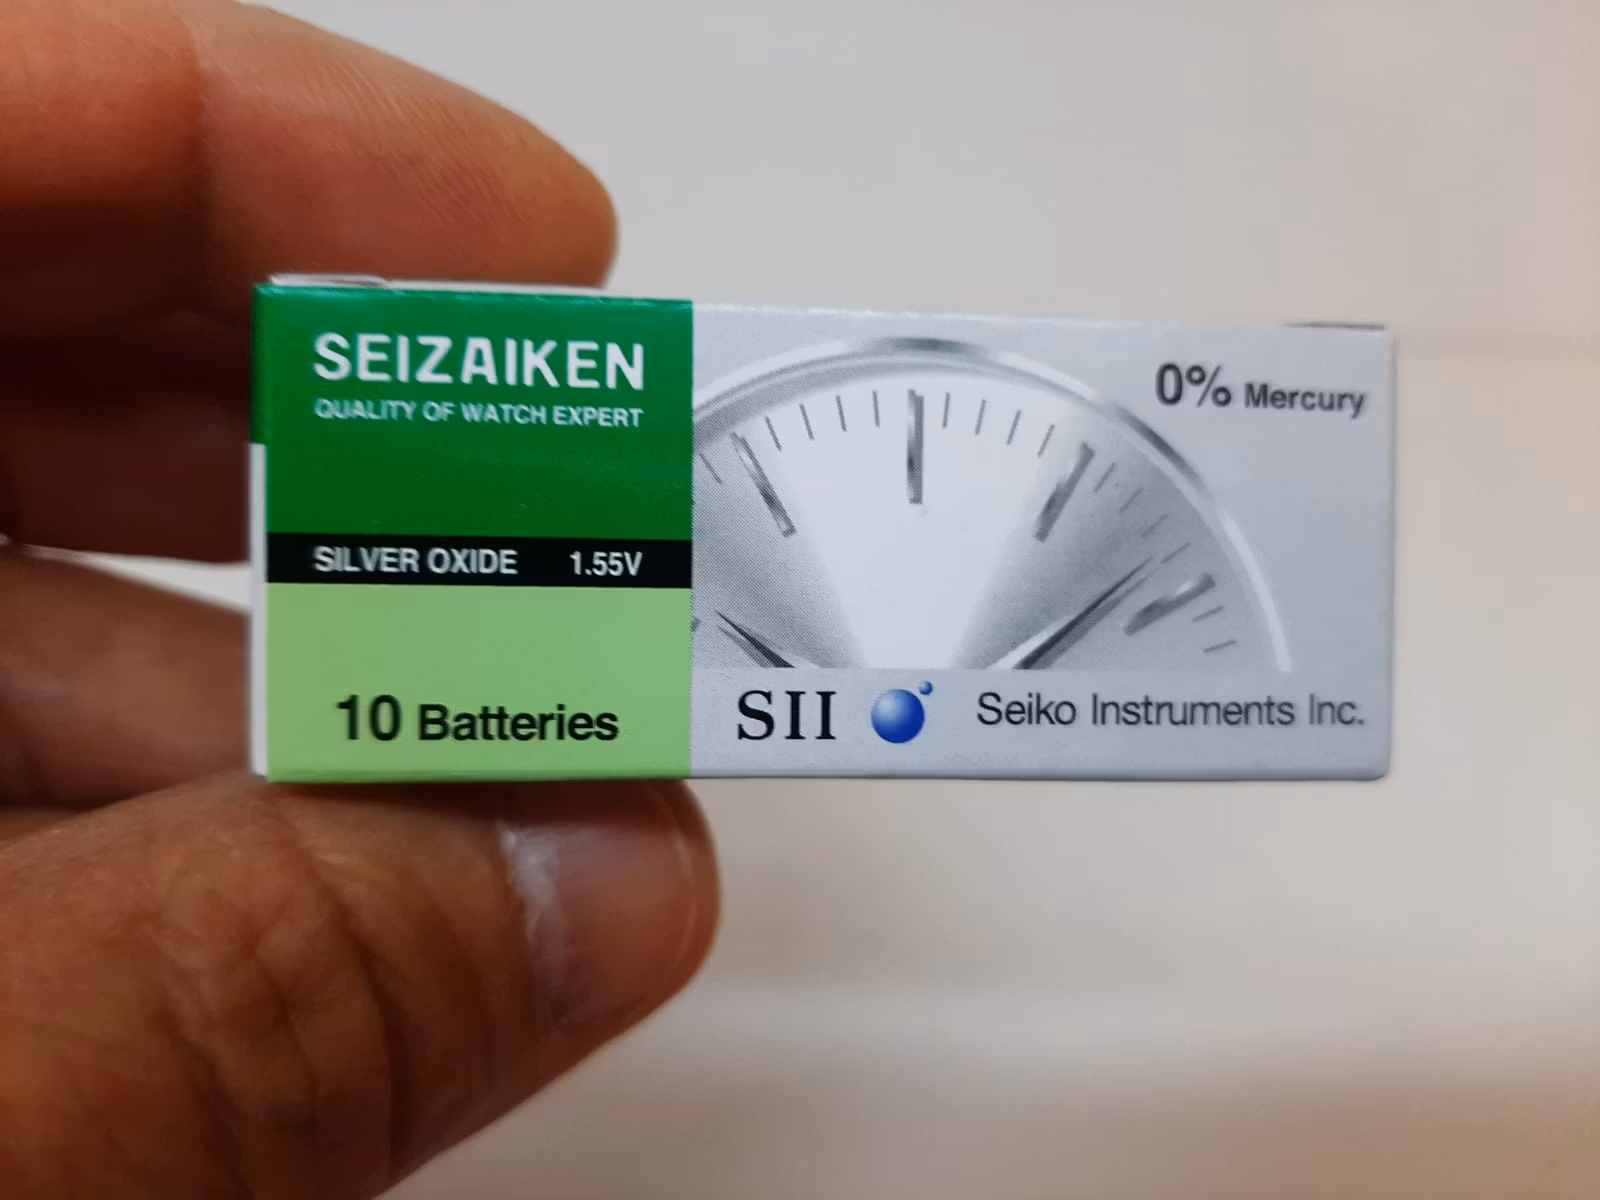 SEIZAIKEN
QUALITY OF WATCH EXPERT
SILVER OXIDE 1.55V
10 Batteries
0% Mercury
SII Seiko Instruments Inc.